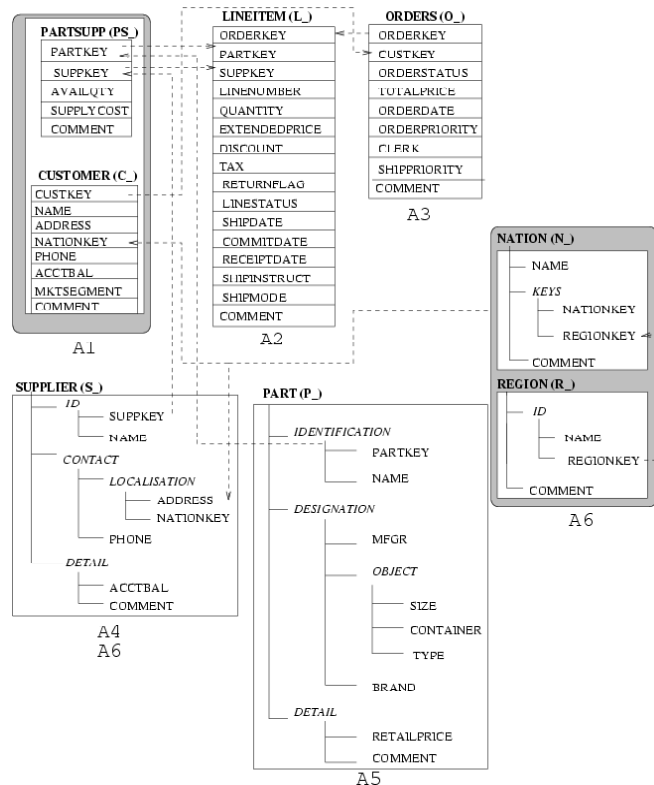 PARTSUPP (PS_)
PARTKEY
SUPPKEY
AVAILQTY
SUPPLYCOST
COMMENT
CUSTOMER (C_)
CUSTKEY
NAME
ADDRESS
NATIONKEY
PHONE
ACCTBAL
MKTSEGMENT
COMMENT
A1
LINEITEM (L_)
ORDERKEY
PARTKEY
SUPPKEY
LINENUMBER
QUANTITY
EXTENDEDPRICE
DISCOUNT
TAX
RETURNFLAG
LINESTATUS
SHIPDATE
COMMITDATE
RECEIPTDATE
SHIPINSTRUCT
SHIPMODE
COMMENT
A2
ORDERS (O_)
ORDERKEY
CUSTKEY
ORDERSTATUS
TOTALPRICE
ORDERDATE
ORDERPRIORITY
CLERK
SHIPPRIORITY
COMMENT
A3
NATION (N_)
NAME
KEYS
NATIONKEY
REGIONKEY
COMMENT
REGION (R_)
ID
NAME
REGIONKEY
COMMENT
A6
SUPPLIER (S_)
ID
SUPPKEY
NAME
CONTACT
LOCALISATION
ADDRESS
NATIONKEY
PHONE
DETAIL
ACCTBAL
COMMENT
A4
A6
PART (P_)
IDENTIFICATION
PARTKEY
NAME
DESIGNATION
MFGR
OBJECT
SIZE
CONTAINER
TYPE
BRAND
DETAIL
RETAILPRICE
COMMENT
A5